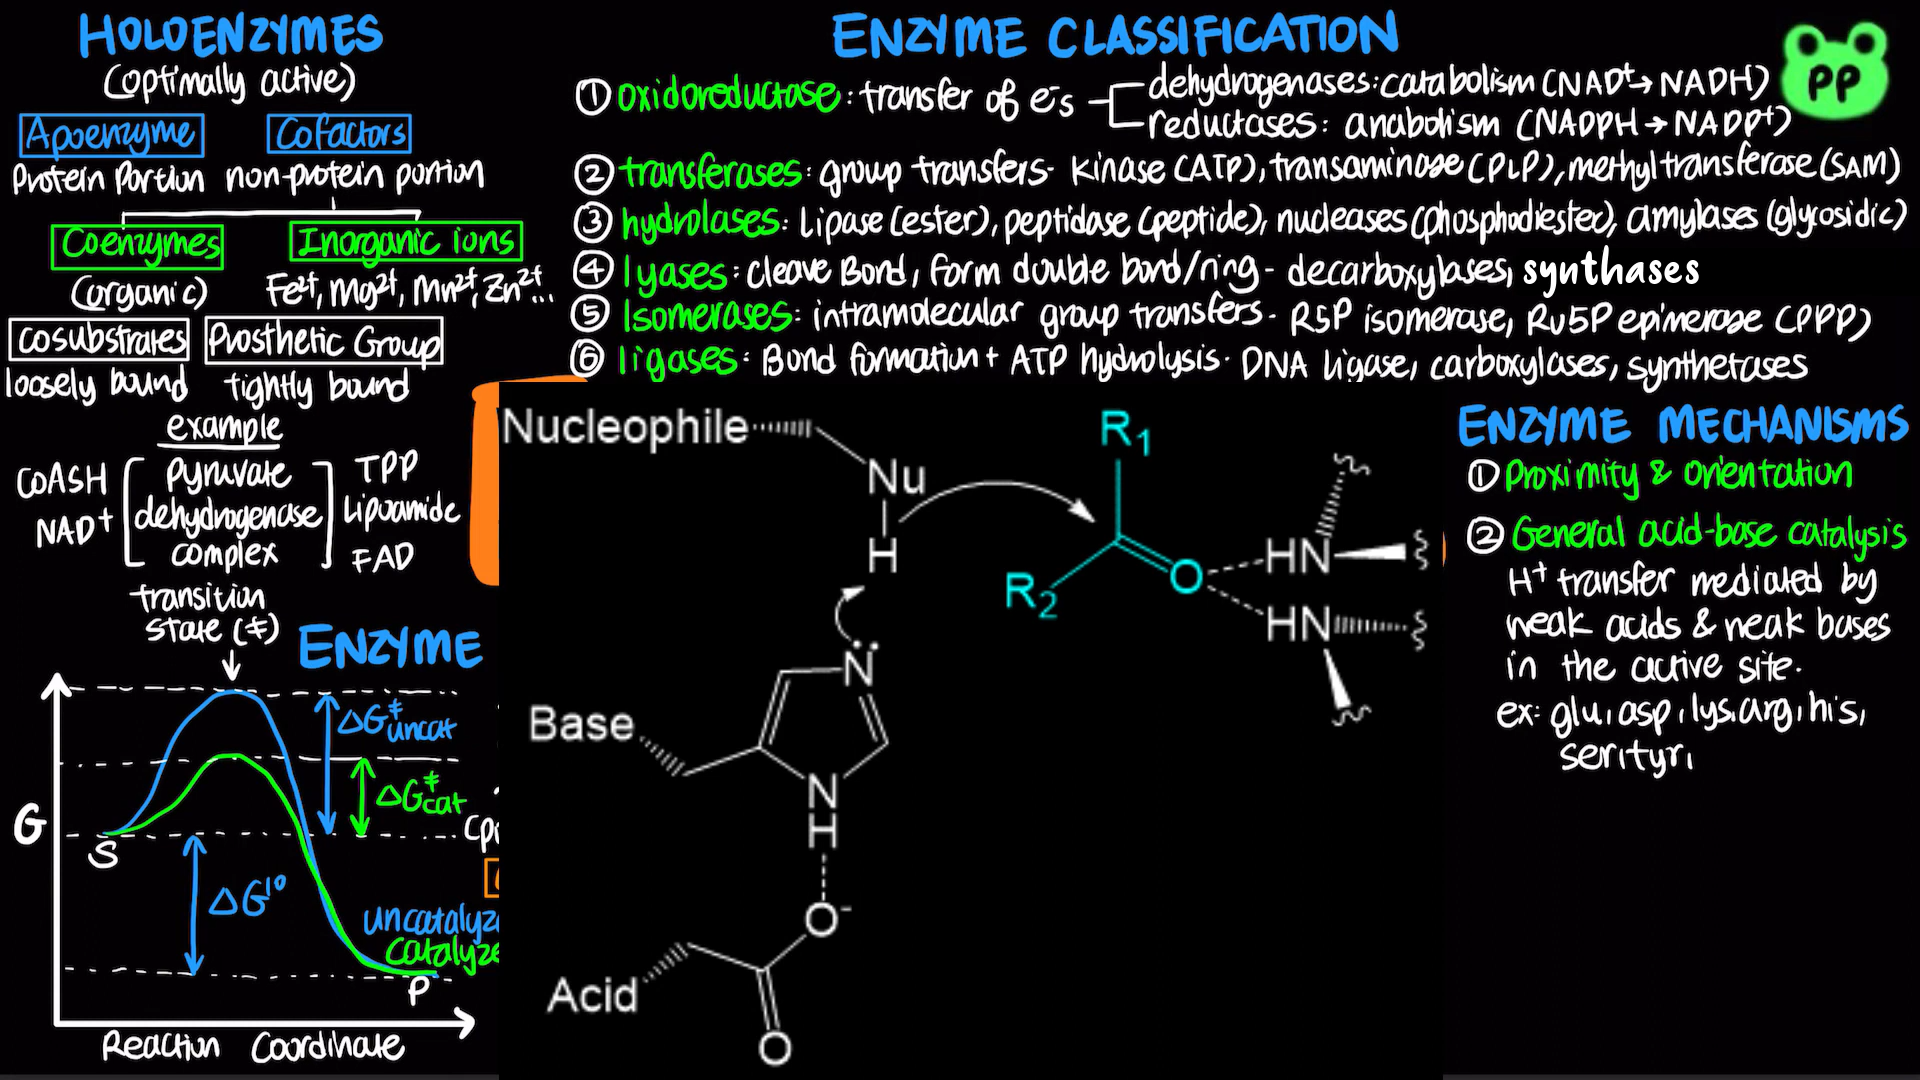 HOLOENZYMES
(optimally active)
Apoenzyme
Cofactors
Protein Portion
non-protein portion
Coenzymes
Inorganic ions
(organic)
Fe²⁺, Mg²⁺, Mn²⁺, Zn²⁺...
cosubstrates
Prosthetic Group
loosely bound
tightly bound
example
CoASH
NAD⁺
pyruvate
dehydrogenase
complex
TPP
Lipoamide
FAD
transition
state (‡)
ENZYME
ΔG‡uncat
ΔG‡cat
G
S
ΔG'°
uncatalyze
catalyze
P
Reaction Coordinate
ENZYME CLASSIFICATION
① oxidoreductase: transfer of e⁻s
dehydrogenases: catabolism (NAD⁺→ NADH)
reductases: anabolism (NADPH → NADP⁺)
② transferases: group transfers- kinase (ATP), transaminase (PLP), methyltransferase (SAM)
③ hydrolases: lipase (ester), peptidase (peptide), nucleases (phosphodiester), amylases (glycosidic)
④ lyases: cleave Bond, form double bond/ring - decarboxylases, synthases
⑤ Isomerases: intramolecular group transfers - R5P isomerase, Ru5P epimerase (PPP)
⑥ ligases: Bond formation + ATP hydrolysis - DNA ligase, carboxylases, synthetases
PP
Nucleophile
Nu
H
R1
R2
O
HN
HN
N
Base
N
H
O⁻
Acid
O
ENZYME MECHANISMS
① Proximity & orientation
② General acid-base catalysis
H⁺ transfer mediated by
weak acids & weak bases
in the active site.
ex: glu, asp, lys, arg, his,
ser, tyr,